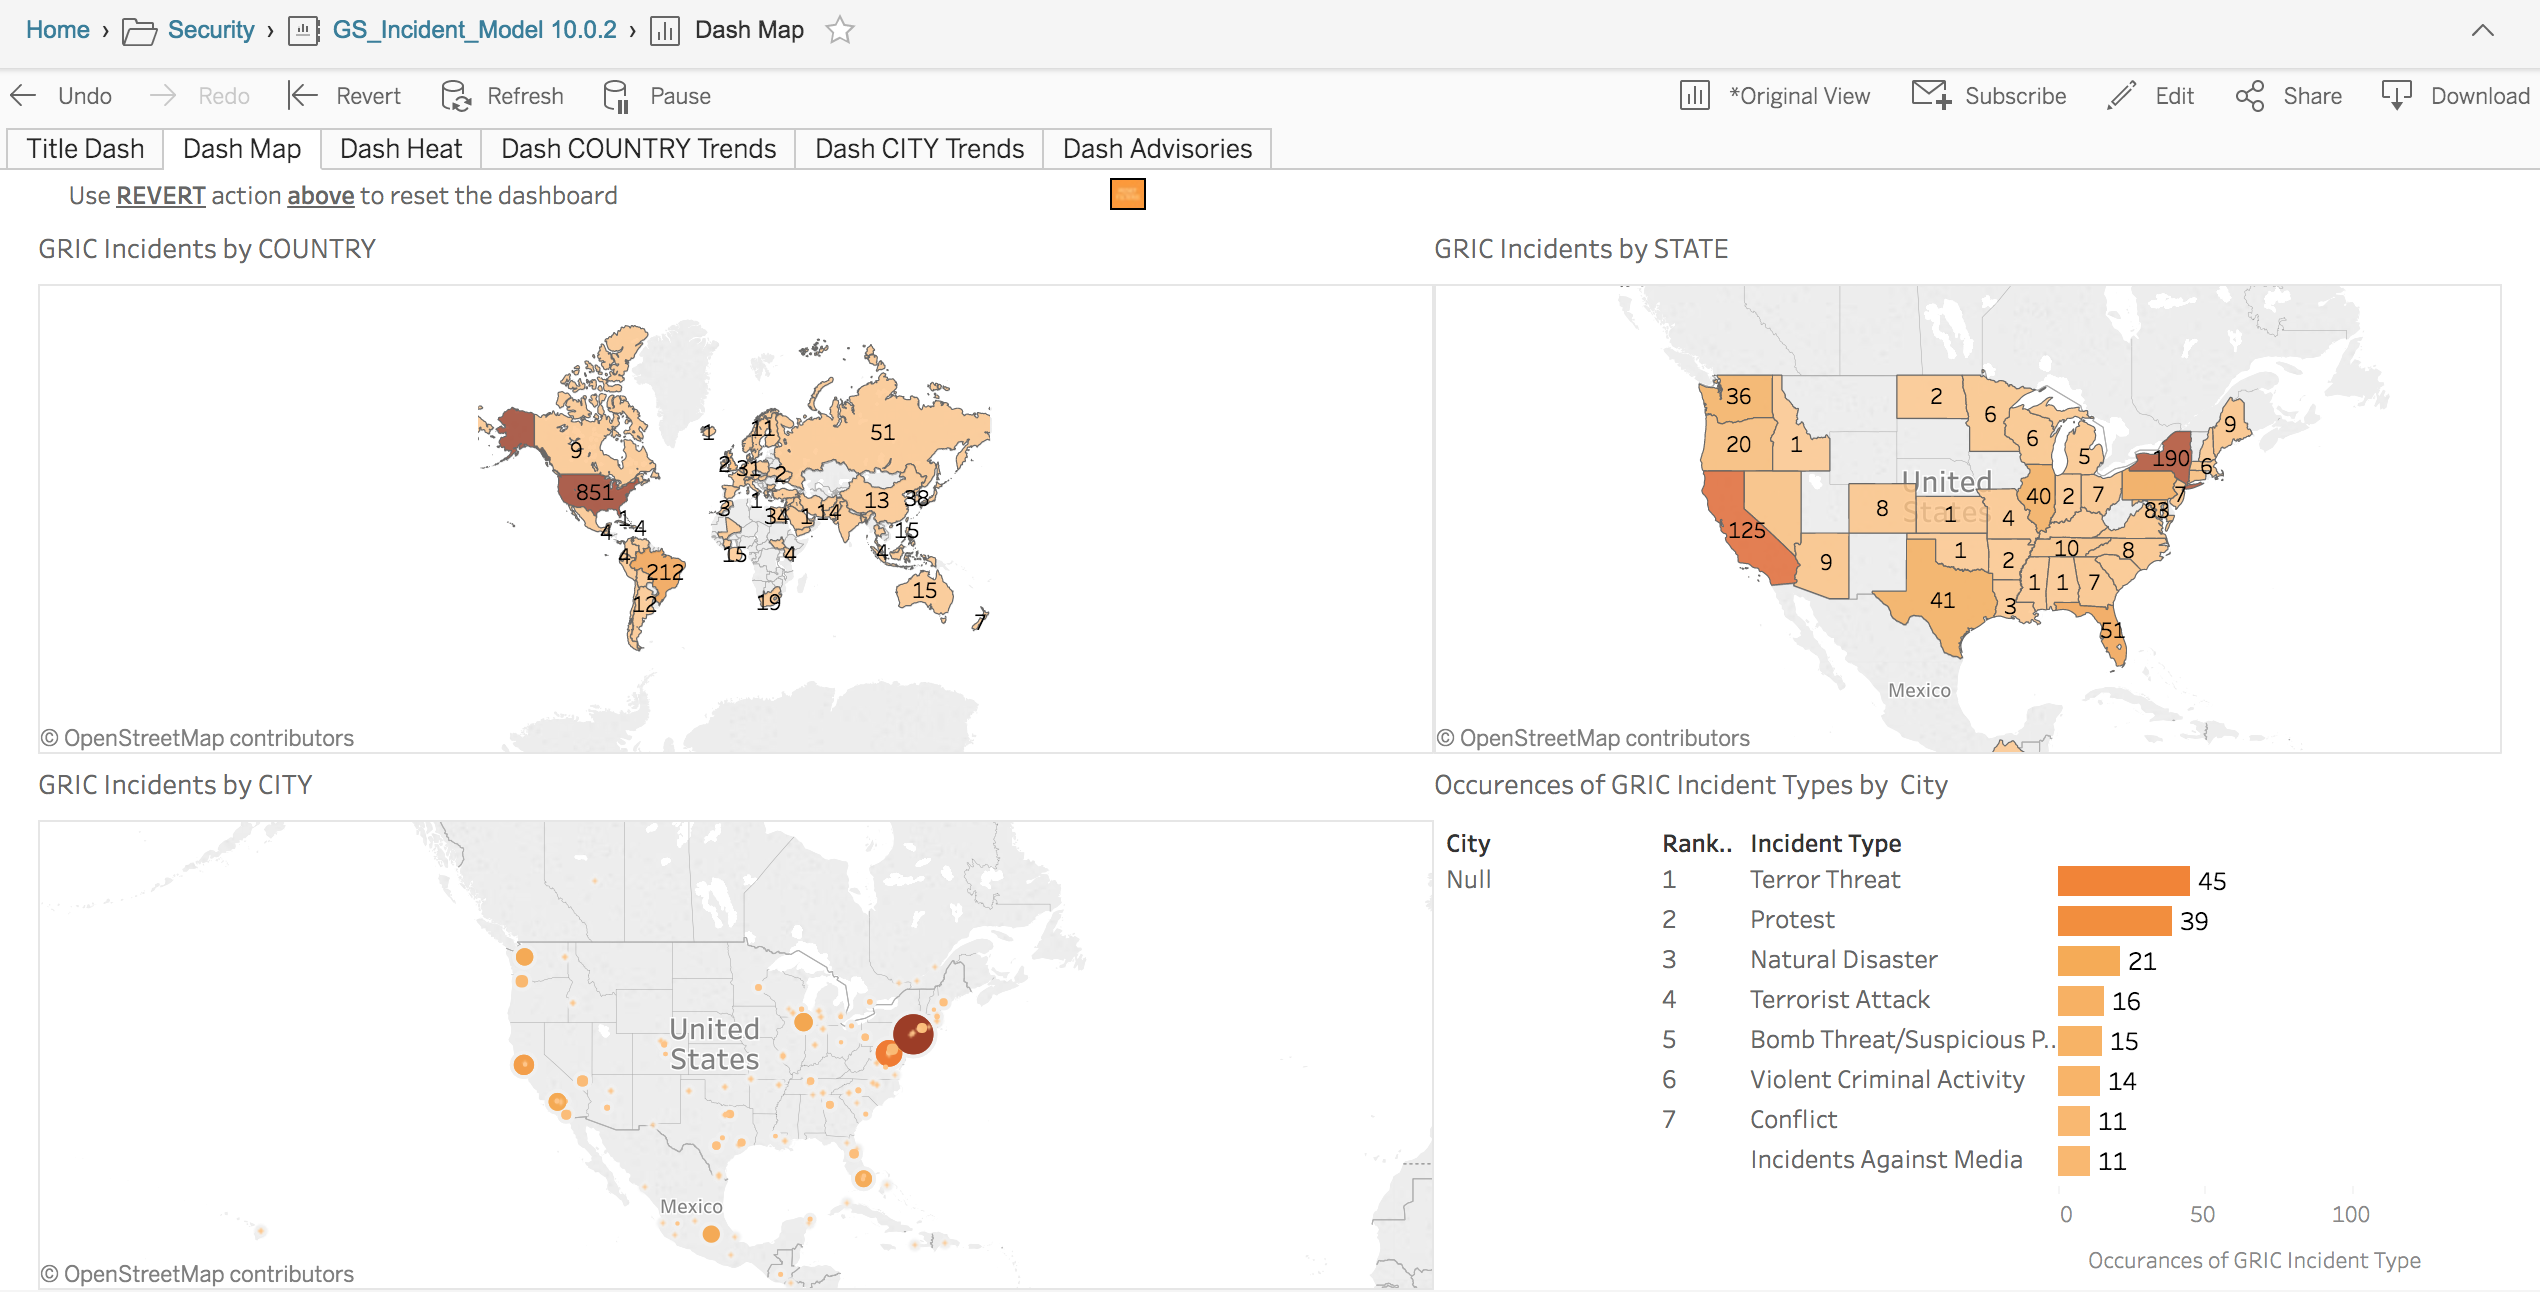 Home › Security › GS_Incident_Model 10.0.2 › Dash Map
Undo Redo Revert Refresh Pause *Original View Subscribe Edit Share Download
Title Dash Dash Map Dash Heat Dash COUNTRY Trends Dash CITY Trends Dash Advisories
Use REVERT action above to reset the dashboard
GRIC Incidents by COUNTRY
1 11 51
9
2 31 2
851
3 1 34 1 14 13 38
1
4 4 15
4 15 4 4
212
12 19 15 7
© OpenStreetMap contributors
GRIC Incidents by STATE
36 2 6 9
20 1 6 5 190 6
United
States
8 1 4 40 2 7 7
83
125 9 1 2 10 8
41 3 1 1 7
51
Mexico
© OpenStreetMap contributors
GRIC Incidents by CITY
United
States
Mexico
© OpenStreetMap contributors
Occurences of GRIC Incident Types by City
City Rank.. Incident Type
Null 1 Terror Threat 45
2 Protest 39
3 Natural Disaster 21
4 Terrorist Attack 16
5 Bomb Threat/Suspicious P.. 15
6 Violent Criminal Activity 14
7 Conflict 11
Incidents Against Media 11
0 50 100
Occurances of GRIC Incident Type